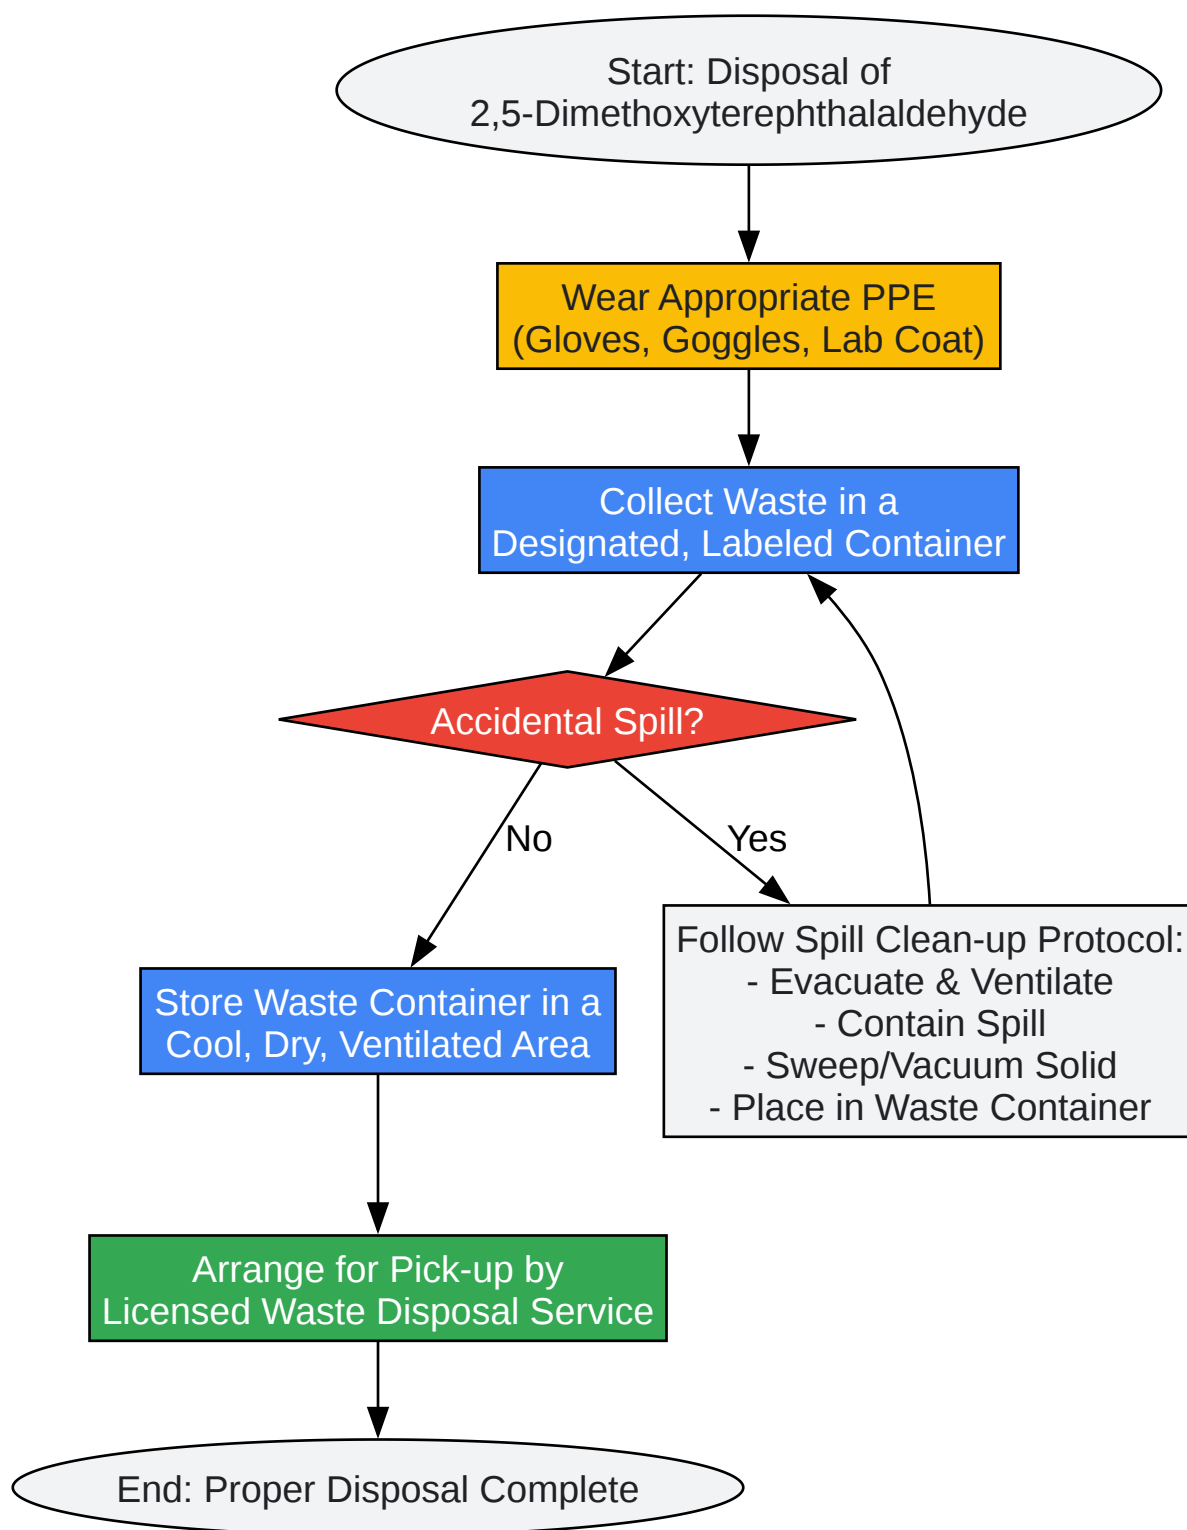 Start: Disposal of
2,5-Dimethoxyterephthalaldehyde
Wear Appropriate PPE
(Gloves, Goggles, Lab Coat)
Collect Waste in a
Designated, Labeled Container
Accidental Spill?
No
Yes
Follow Spill Clean-up Protocol:
- Evacuate & Ventilate
- Contain Spill
- Sweep/Vacuum Solid
- Place in Waste Container
Store Waste Container in a
Cool, Dry, Ventilated Area
Arrange for Pick-up by
Licensed Waste Disposal Service
End: Proper Disposal Complete